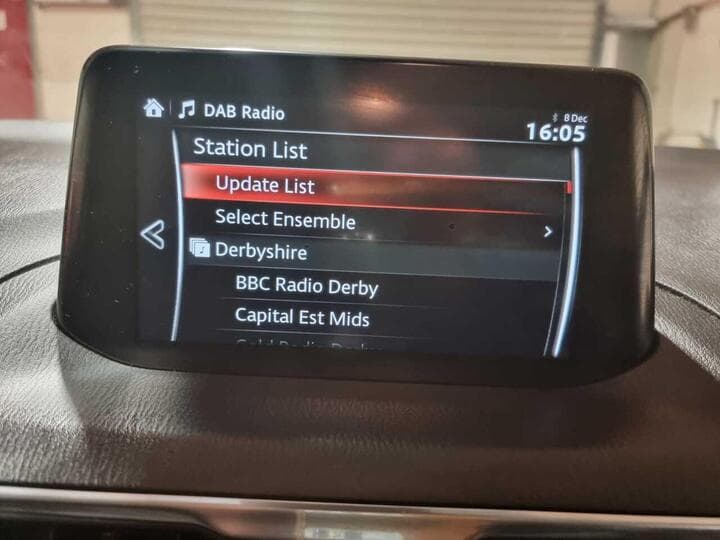 DAB Radio
8 Dec
16:05
Station List
Update List
Select Ensemble
Derbyshire
BBC Radio Derby
Capital Est Mids